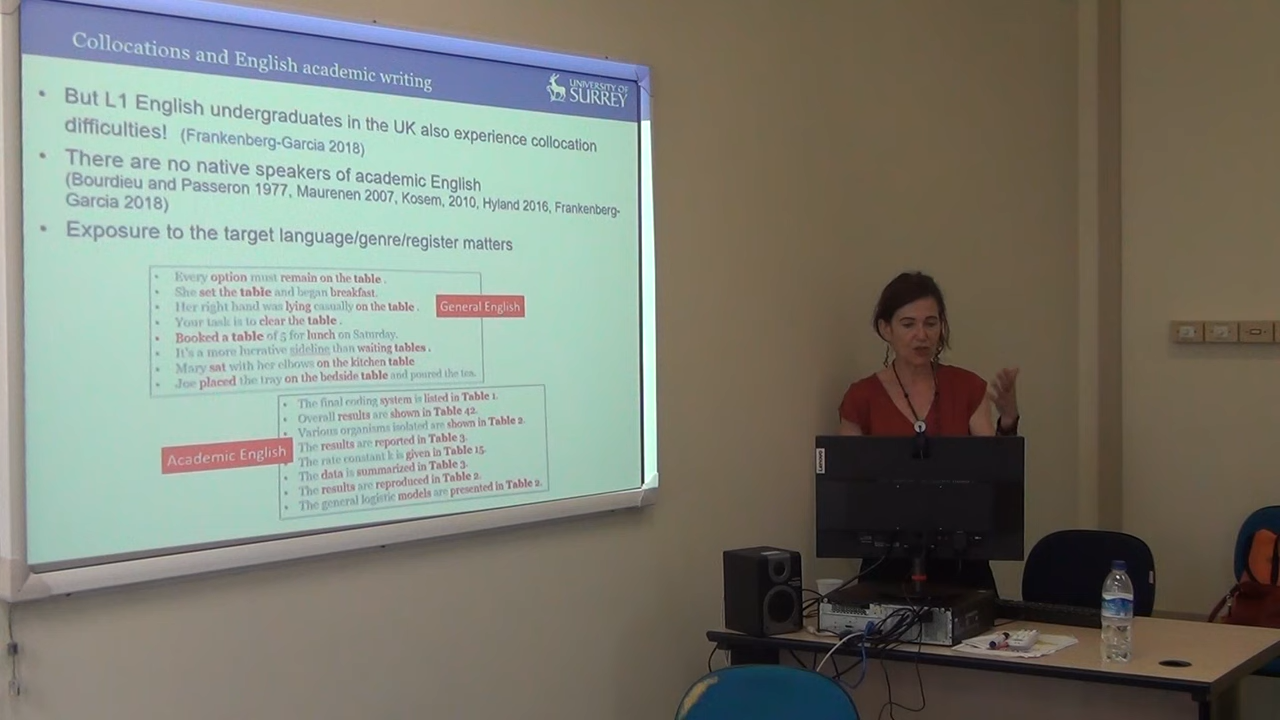 Collocations and English academic writing
UNIVERSITY OF
SURREY
• But L1 English undergraduates in the UK also experience collocation
difficulties! (Frankenberg-Garcia 2018)
• There are no native speakers of academic English
(Bourdieu and Passeron 1977, Maurenen 2007, Kosem, 2010, Hyland 2016, Frankenberg-
Garcia 2018)
• Exposure to the target language/genre/register matters
• Every option must remain on the table .
• She set the table and began breakfast.
• Her right hand was lying casually on the table .
• Your task is to clear the table .
• Booked a table of 5 for lunch on Saturday.
• It's a more lucrative sideline than waiting tables .
• Mary sat with her elbows on the kitchen table
• Joe placed the tray on the bedside table and poured the tea.
General English
• The final coding system is listed in Table 1.
• Overall results are shown in Table 42.
• Various organisms isolated are shown in Table 2.
• The results are reported in Table 3.
• The rate constant k is given in Table 15.
• The data is summarized in Table 3.
• The results are reproduced in Table 2.
• The general logistic models are presented in Table 2.
Academic English
Lenovo